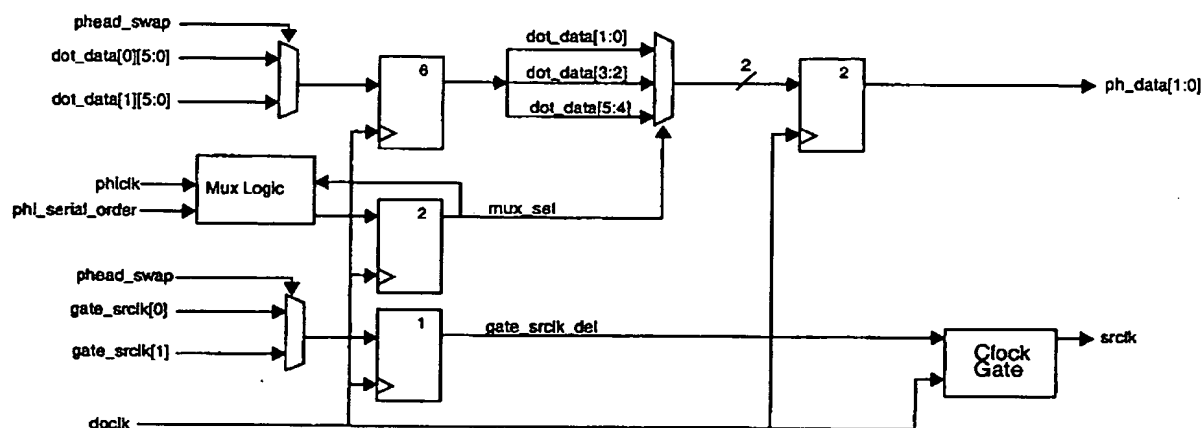 phead_swap
dot_data[0][5:0]
dot_data[1][5:0]
6
dot_data[1:0]
dot_data[3:2]
dot_data[5:4]
2
2
ph_data[1:0]
phiclk
phi_serial_order
Mux Logic
2
mux_sel
phead_swap
gate_srclk[0]
gate_srclk[1]
1
gate_srclk_del
Clock
Gate
srclk
doclk